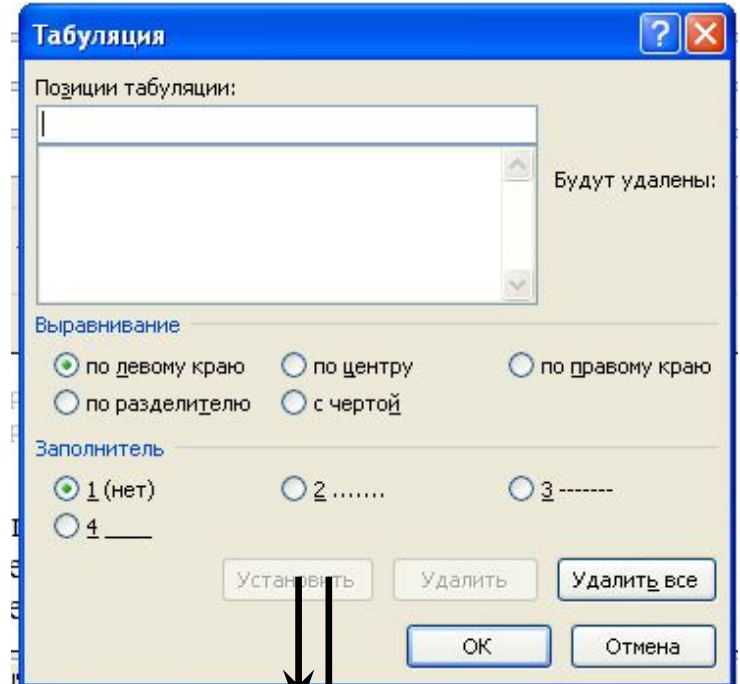 Табуляция
Позиции табуляции:
Будут удалены:
Выравнивание
по левому краю по центру по правому краю
по разделителю с чертой
Заполнитель
1 (нет) 2 ....... 3 -------
4 ____
Установить Удалить Удалить все
ОК Отмена